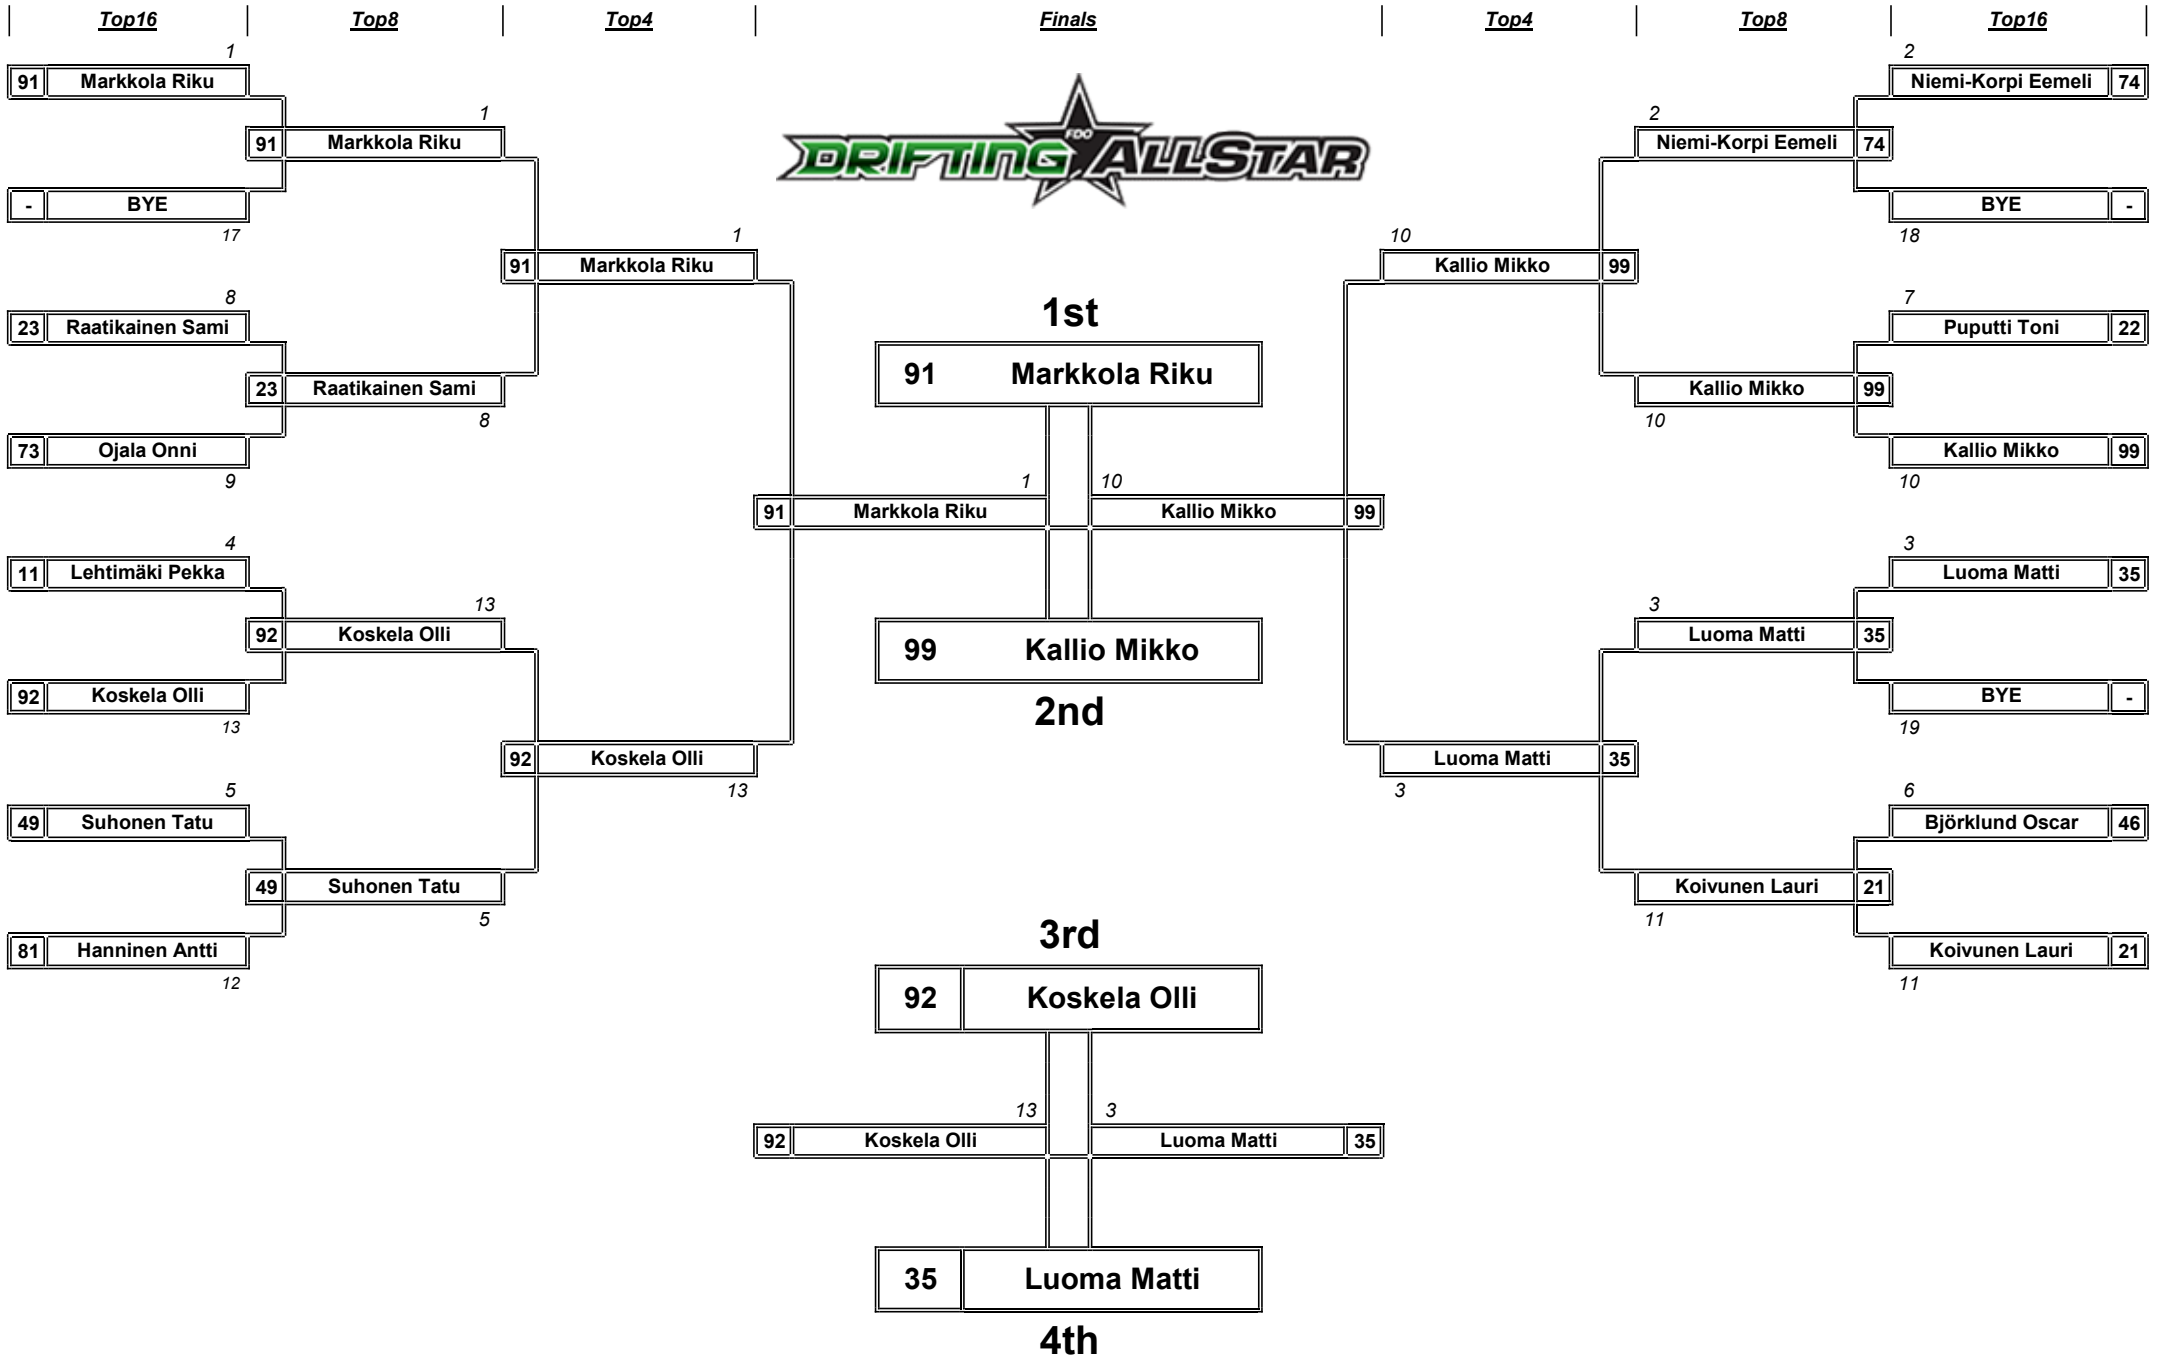 Top16 Top8 Top4 Finals Top4 Top8 Top16
1 2
91 Markkola Riku Niemi-Korpi Eemeli 74
FDO
DRIFTING ALLSTAR
1 2
91 Markkola Riku Niemi-Korpi Eemeli 74
- BYE BYE -
17 1 10 18
91 Markkola Riku Kallio Mikko 99
8 7
1st
23 Raatikainen Sami Puputti Toni 22
91 Markkola Riku
23 Raatikainen Sami Kallio Mikko 99
8 10
73 Ojala Onni Kallio Mikko 99
9 1 10 10
91 Markkola Riku Kallio Mikko 99
4 3
11 Lehtimäki Pekka Luoma Matti 35
13 3
92 Koskela Olli Luoma Matti 35
99 Kallio Mikko
92 Koskela Olli BYE -
2nd
13 19
92 Koskela Olli Luoma Matti 35
5 13 3 6
49 Suhonen Tatu Björklund Oscar 46
49 Suhonen Tatu Koivunen Lauri 21
5 11
3rd
81 Hanninen Antti Koivunen Lauri 21
12 11
92 Koskela Olli
13 3
92 Koskela Olli Luoma Matti 35
35 Luoma Matti
4th